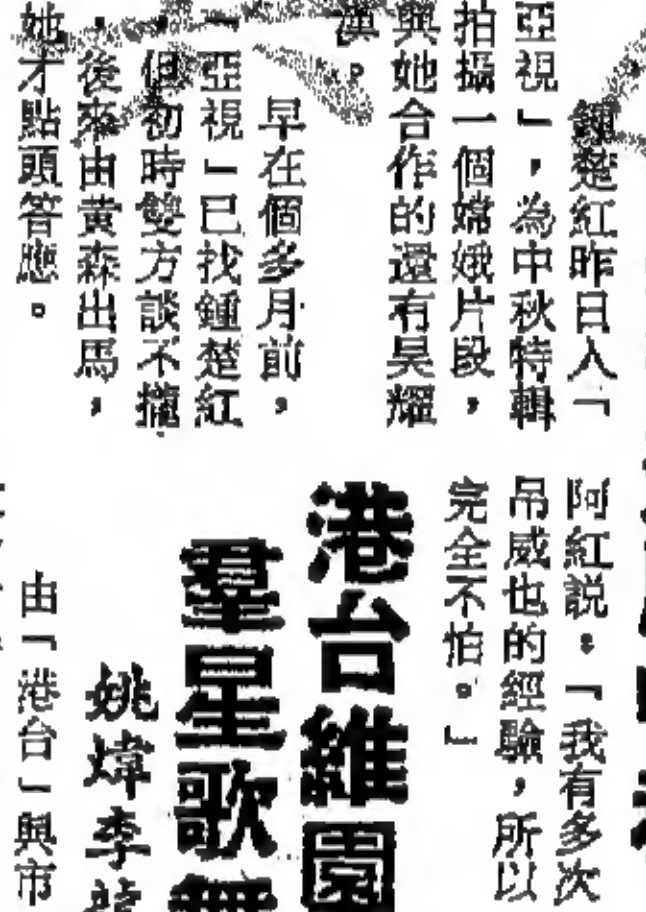 鍾楚紅昨日入「
亞視」,為中秋特輯
拍攝一個嫦娥片段,
與她合作的還有吴耀
漢。
早在個多月前,
「亞視」已找鍾楚紅
,但初時雙方談不攏
,後來由黄森出馬,
她才點頭答應。
阿紅説:「我有多次
吊威也的經驗,所以
完全不怕。」
港台維園
羣星歌舞
姚煒李
由「港台」與市